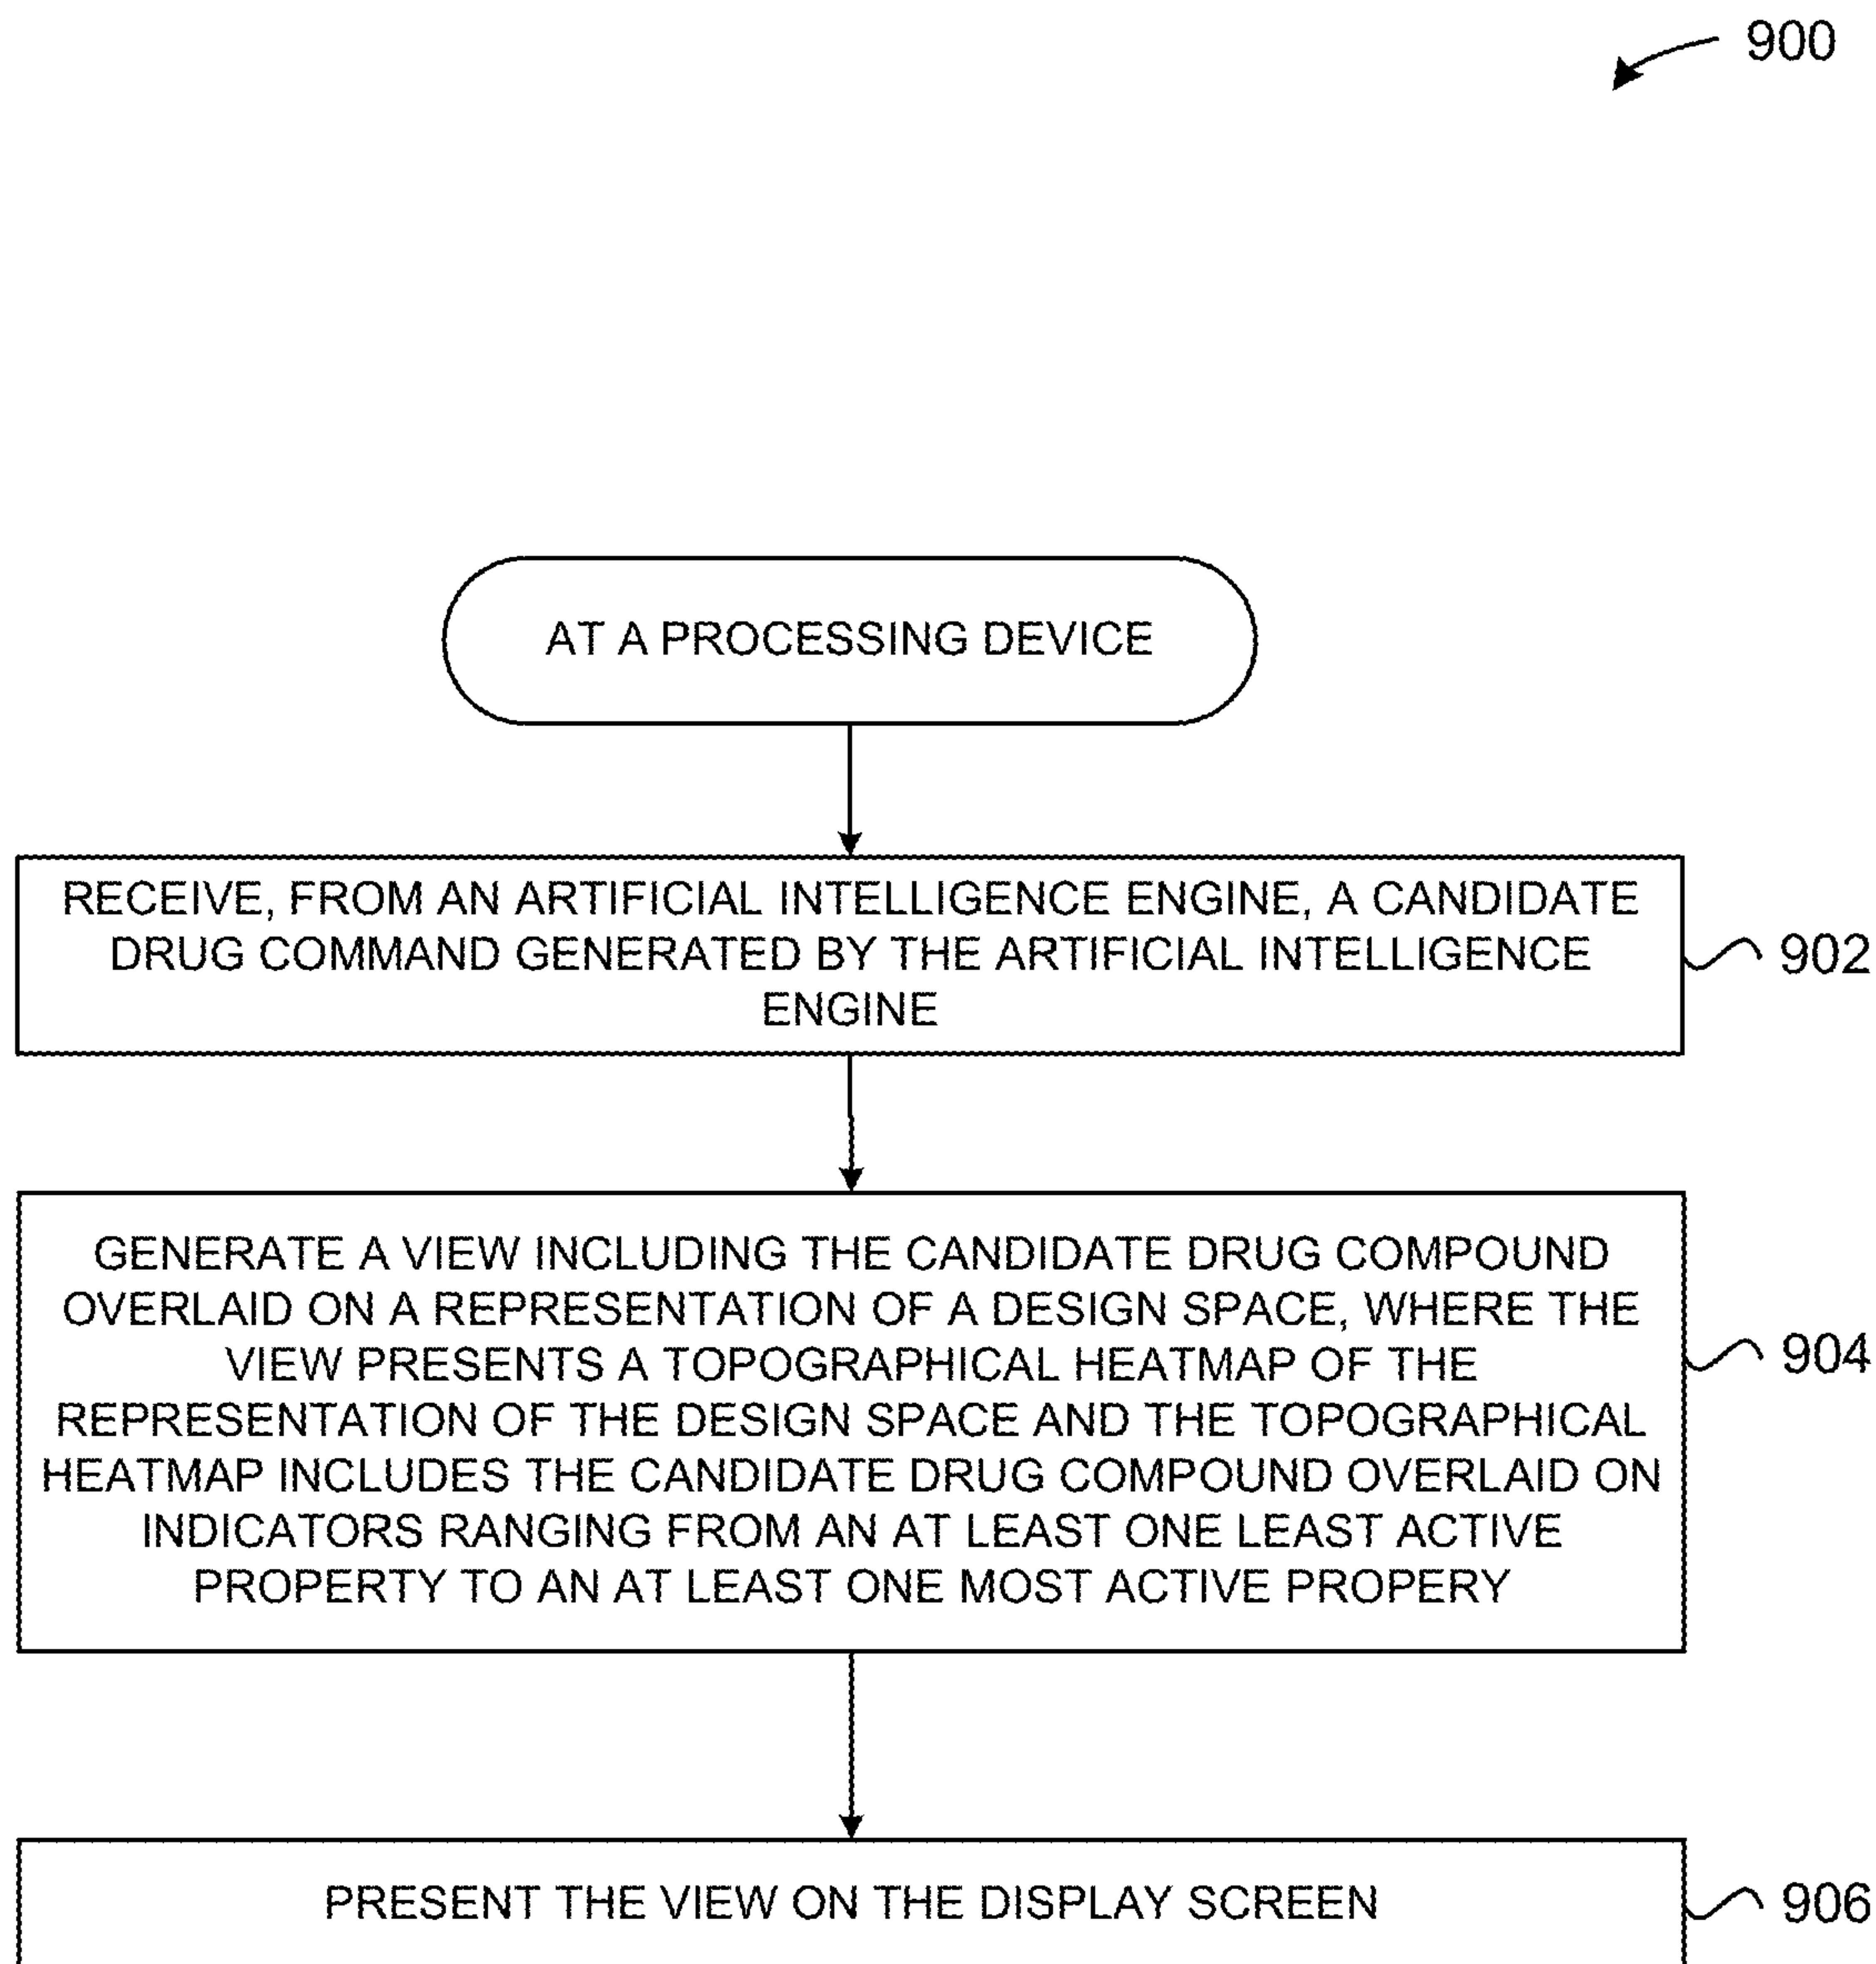 900
AT A PROCESSING DEVICE
RECEIVE, FROM AN ARTIFICIAL INTELLIGENCE ENGINE, A CANDIDATE
DRUG COMMAND GENERATED BY THE ARTIFICIAL INTELLIGENCE
ENGINE
902
GENERATE A VIEW INCLUDING THE CANDIDATE DRUG COMPOUND
OVERLAID ON A REPRESENTATION OF A DESIGN SPACE, WHERE THE
VIEW PRESENTS A TOPOGRAPHICAL HEATMAP OF THE
REPRESENTATION OF THE DESIGN SPACE AND THE TOPOGRAPHICAL
HEATMAP INCLUDES THE CANDIDATE DRUG COMPOUND OVERLAID ON
INDICATORS RANGING FROM AN AT LEAST ONE LEAST ACTIVE
PROPERTY TO AN AT LEAST ONE MOST ACTIVE PROPERY
904
PRESENT THE VIEW ON THE DISPLAY SCREEN
906